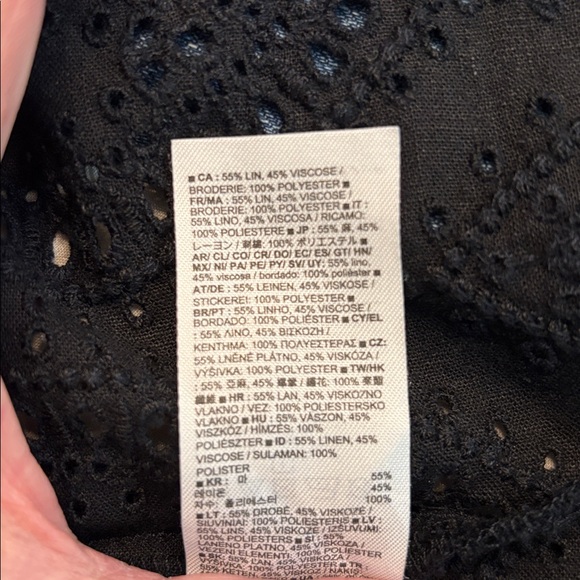 ■ CA : 55% LIN, 45% VISCOSE /
BRODERIE: 100% POLYESTER ■
FR/MA : 55% LIN, 45% VISCOSE /
BRODERIE: 100% POLYESTER ■ IT :
55% LINO, 45% VISCOSA / RICAMO:
100% POLIESTERE ■ JP : 55% 麻, 45%
レーヨン / 刺繍: 100% ポリエステル ■
AR/ CL/ CO/ CR/ DO/ EC/ ES/ GT/ HN/
MX/ NI/ PA/ PE/ PY/ SV/ UY: 55% lino,
45% viscosa / bordado: 100% poliéster ■
AT/DE : 55% LEINEN, 45% VISKOSE /
STICKEREI: 100% POLYESTER ■
BR/PT : 55% LINHO, 45% VISCOSE /
BORDADO: 100% POLIÉSTER ■ CY/EL
: 55% ΛΙΝΟ, 45% ΒΙΣΚΟΖΗ /
ΚΕΝΤΗΜΑ: 100% ΠΟΛΥΕΣΤΕΡΑΣ ■ CZ:
55% LNĚNÉ PLÁTNO, 45% VISKÓZA /
VÝŠIVKA: 100% POLYESTER ■ TW/HK
: 55% 亞麻, 45% 嫘縈 / 繡花: 100% 聚酯
纖維 ■ HR : 55% LAN, 45% VISKOZNO
VLAKNO / VEZ: 100% POLIESTERSKO
VLAKNO ■ HU : 55% VÁSZON, 45%
VISZKÓZ / HÍMZÉS: 100%
POLIÉSZTER ■ ID : 55% LINEN, 45%
VISCOSE / SULAMAN: 100%
POLISTER
■ KR : 마 55%
레이온 45%
자수: 폴리에스터 100%
■ LT : 55% DROBĖ, 45% VISKOZĖ /
SIUVINIAI: 100% POLIESTERIS ■ LV :
55% LINS, 45% VISKOZE / IZŠUVUMI:
100% POLIESTERS ■ SI : 55%
LANENO PLATNO, 45% VISKOZA /
VEZENI ELEMENTI: 100%